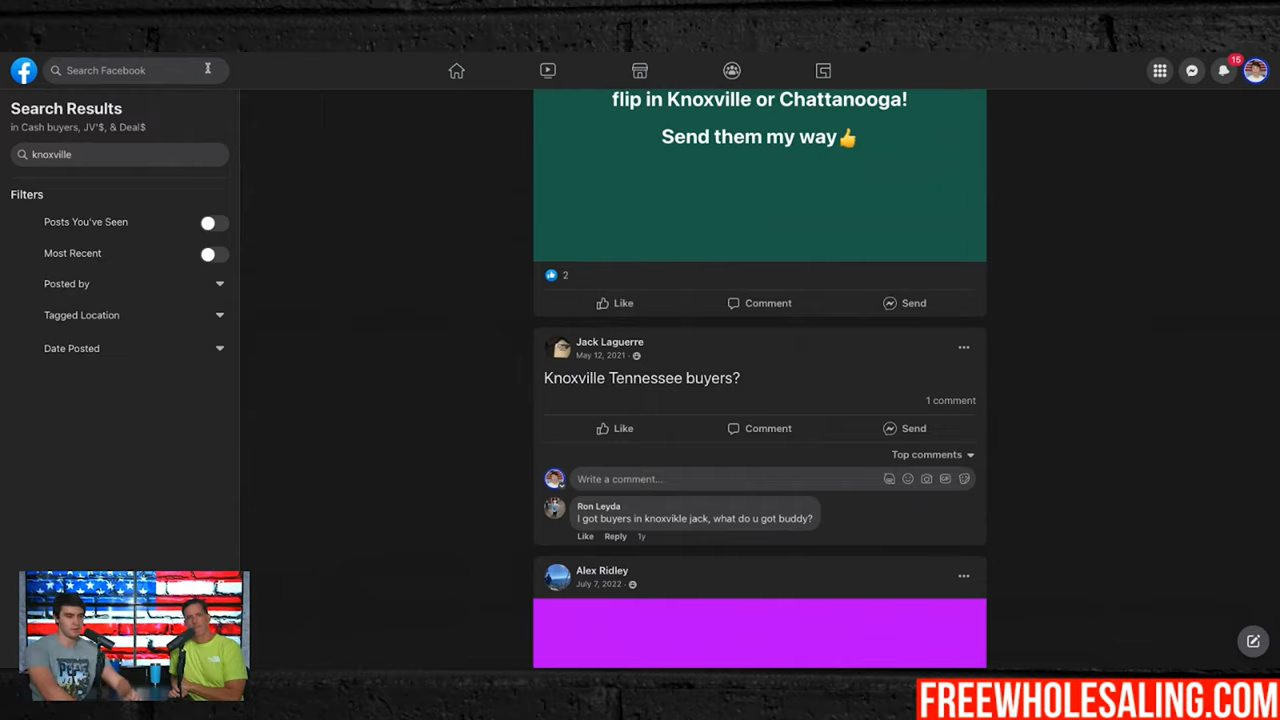 Search Facebook
15
Search Results
in Cash buyers, JV'$, & Deal$
knoxville
Filters
Posts You've Seen
Most Recent
Posted by
Tagged Location
Date Posted
flip in Knoxville or Chattanooga!
Send them my way👍
2
Like Comment Send
Jack Laguerre
May 12, 2021 ·
Knoxville Tennessee buyers?
1 comment
Like Comment Send
Top comments
Write a comment...
Ron Leyda
I got buyers in knoxvikle jack, what do u got buddy?
Like Reply 1y
Alex Ridley
July 7, 2022 ·
FREEWHOLESALING.COM